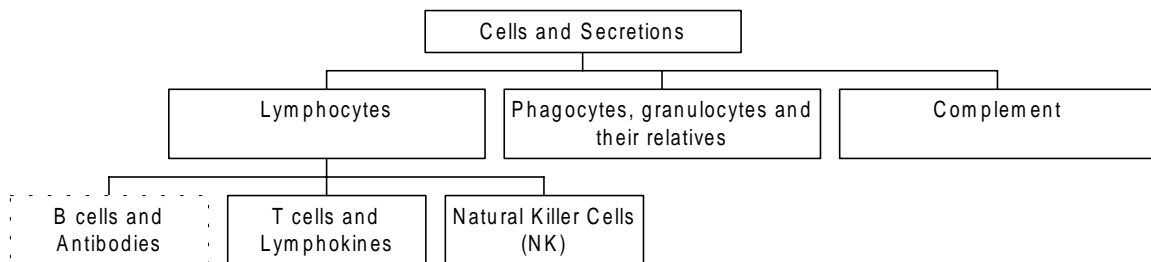 Cells and Secretions
Lymphocytes
Phagocytes, granulocytes and
their relatives
Complement
B cells and
Antibodies
T cells and
Lymphokines
Natural Killer Cells
(NK)